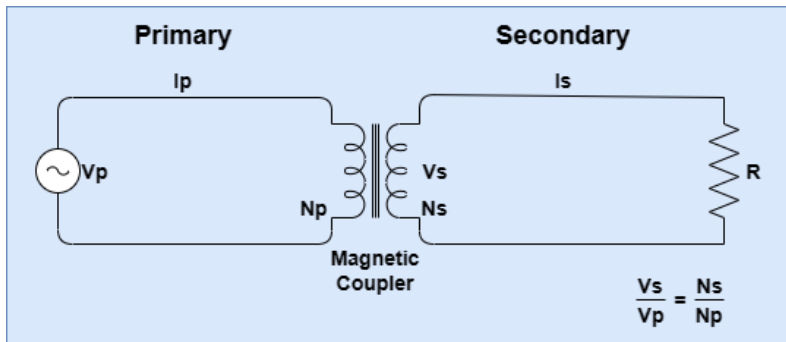 Primary
Secondary
Ip
Is
Vp
Vs
R
Np
Ns
Magnetic
Coupler
Vs
Vp
=
Ns
Np